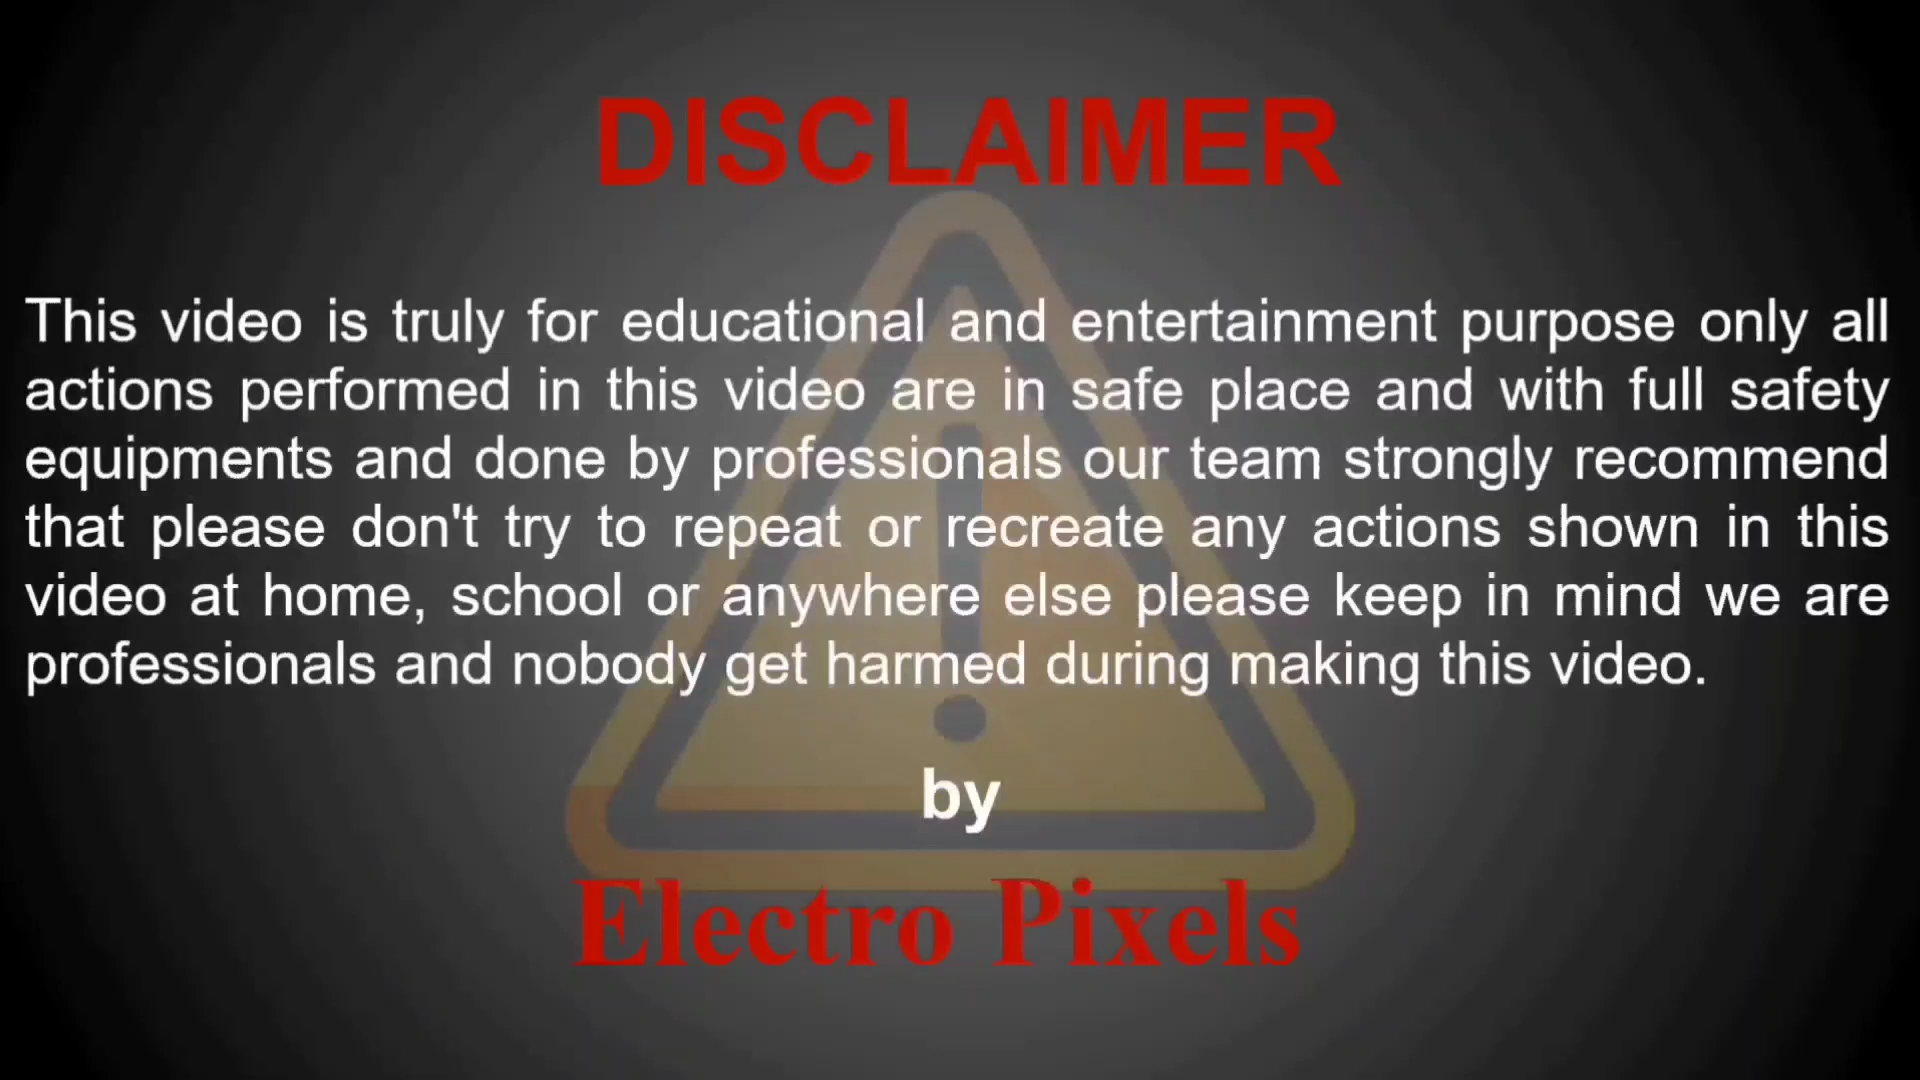 DISCLAIMER
This video is truly for educational and entertainment purpose only all
actions performed in this video are in safe place and with full safety
equipments and done by professionals our team strongly recommend
that please don't try to repeat or recreate any actions shown in this
video at home, school or anywhere else please keep in mind we are
professionals and nobody get harmed during making this video.
by
Electro Pixels